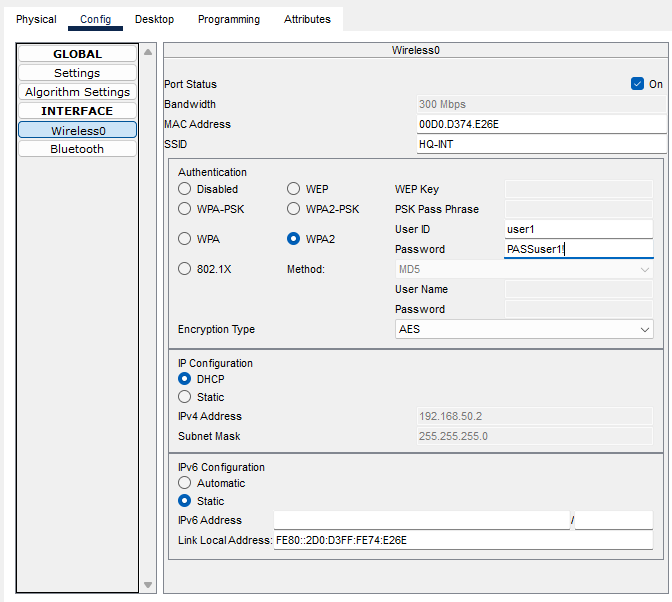 Physical Config Desktop Programming Attributes
GLOBAL
Settings
Algorithm Settings
INTERFACE
Wireless0
Bluetooth
Wireless0
Port Status On
Bandwidth 300 Mbps
MAC Address 00D0.D374.E26E
SSID HQ-INT
Authentication
Disabled WEP WEP Key
WPA-PSK WPA2-PSK PSK Pass Phrase
User ID user1
WPA WPA2 Password PASSuser1!
802.1X Method: MD5
User Name
Password
Encryption Type AES
IP Configuration
DHCP
Static
IPv4 Address 192.168.50.2
Subnet Mask 255.255.255.0
IPv6 Configuration
Automatic
Static
IPv6 Address /
Link Local Address: FE80::2D0:D3FF:FE74:E26E